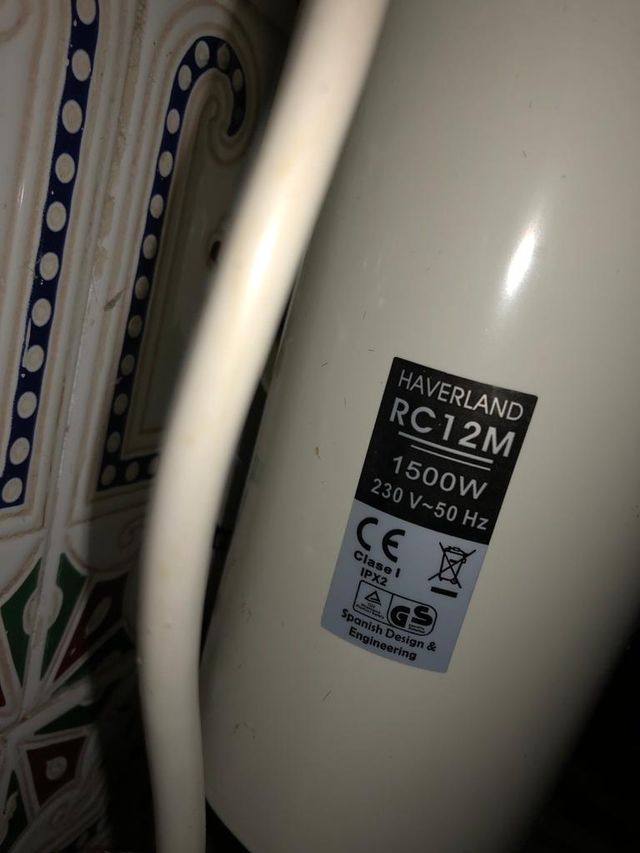 HAVERLAND
RC12M
1500W
230 V~50 Hz
CE
Clase I
IPX2
GS
Spanish Design &
Engineering